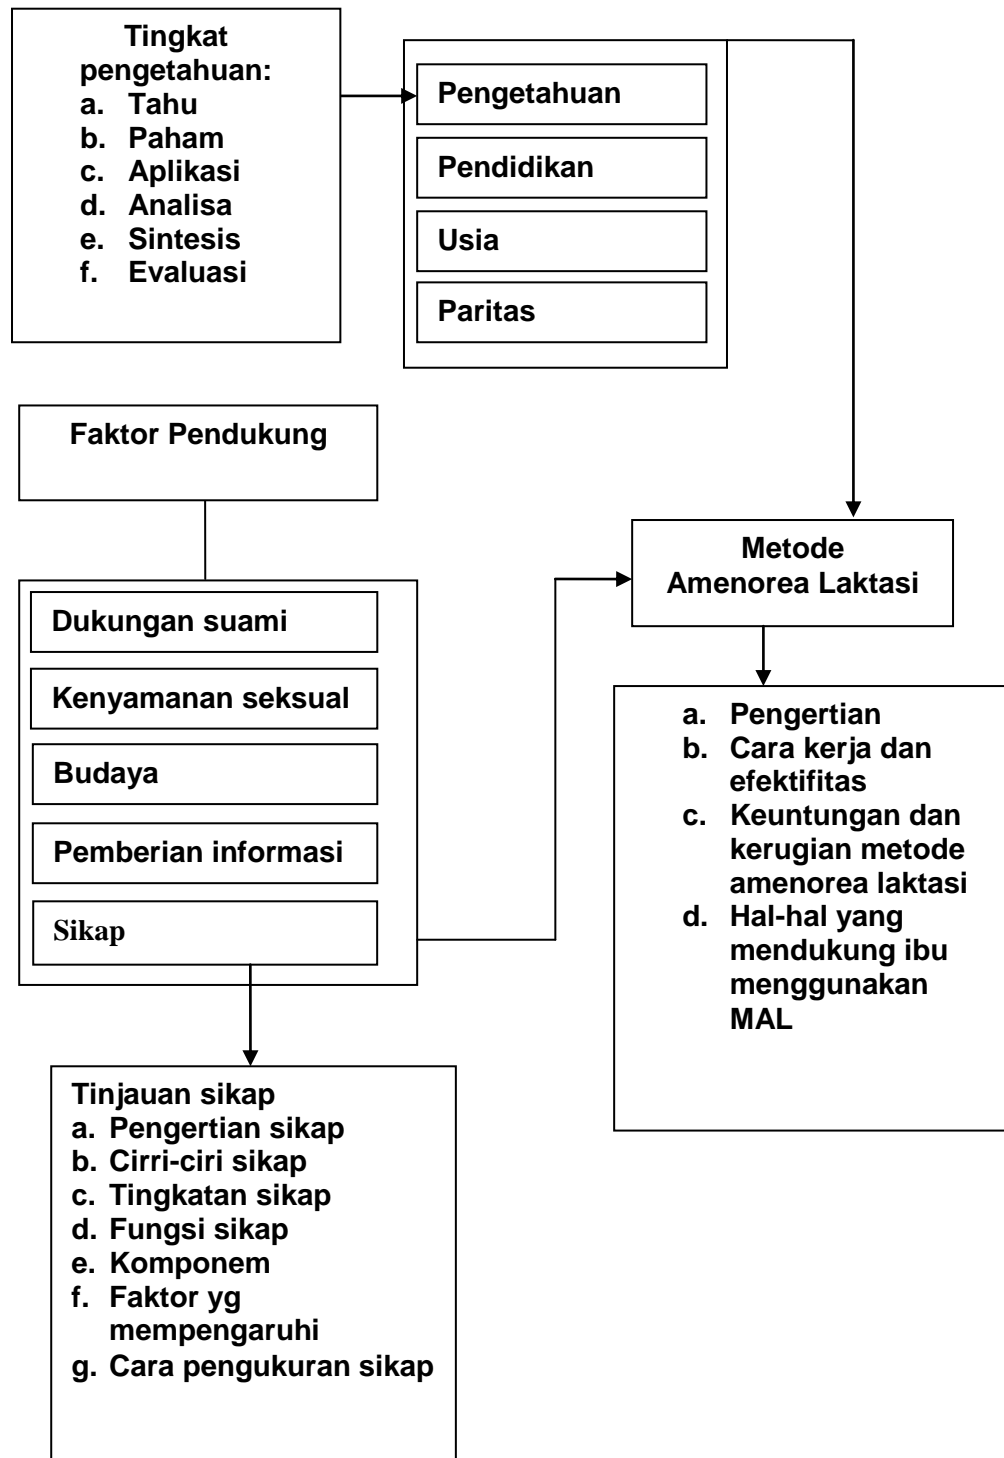 Tingkat
pengetahuan:
a. Tahu
b. Paham
c. Aplikasi
d. Analisa
e. Sintesis
f. Evaluasi
Pengetahuan
Pendidikan
Usia
Paritas
Faktor Pendukung
Dukungan suami
Kenyamanan seksual
Budaya
Pemberian informasi
Sikap
Metode
Amenorea Laktasi
a. Pengertian
b. Cara kerja dan
efektifitas
c. Keuntungan dan
kerugian metode
amenorea laktasi
d. Hal-hal yang
mendukung ibu
menggunakan
MAL
Tinjauan sikap
a. Pengertian sikap
b. Cirri-ciri sikap
c. Tingkatan sikap
d. Fungsi sikap
e. Komponem
f. Faktor yg
mempengaruhi
g. Cara pengukuran sikap